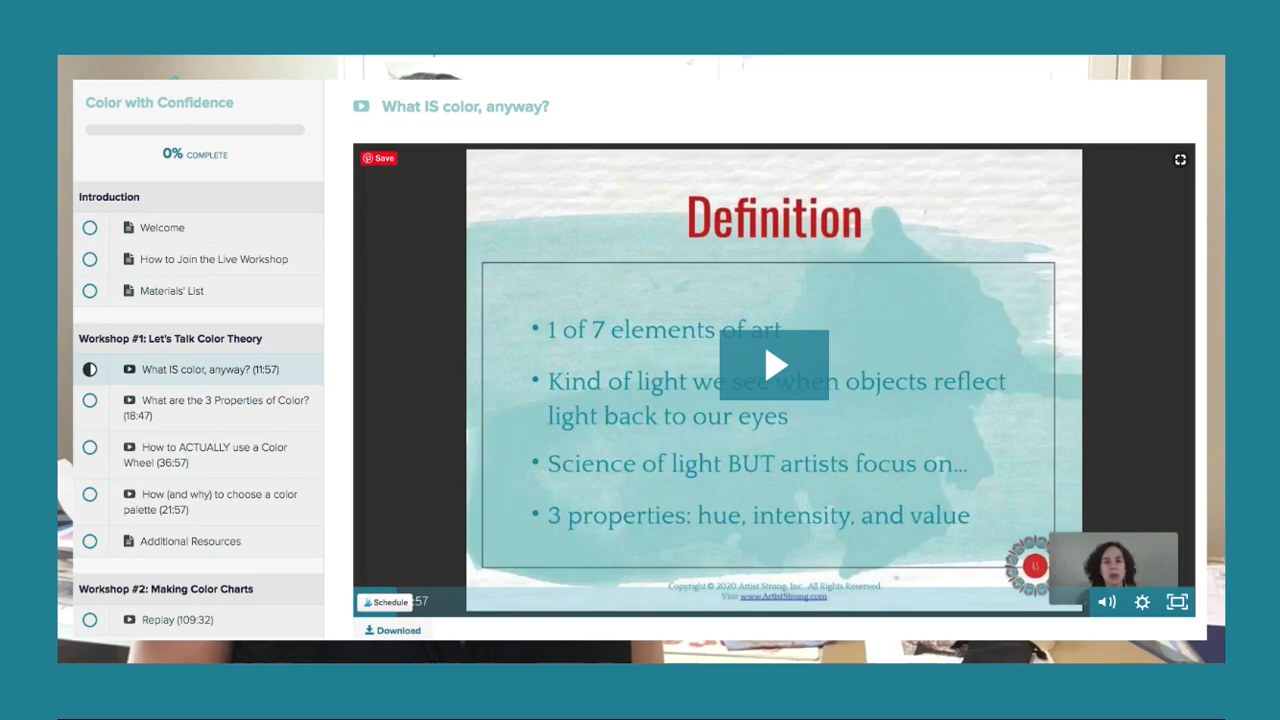 Color with Confidence
0% COMPLETE
Introduction
Welcome
How to Join the Live Workshop
Materials' List
Workshop #1: Let's Talk Color Theory
What IS color, anyway? (11:57)
What are the 3 Properties of Color?
(18:47)
How to ACTUALLY use a Color
Wheel (36:57)
How (and why) to choose a color
palette (21:57)
Additional Resources
Workshop #2: Making Color Charts
Replay (109:32)
What IS color, anyway?
Save
Definition
• 1 of 7 elements of art
• Kind of light we see when objects reflect
light back to our eyes
• Science of light BUT artists focus on...
• 3 properties: hue, intensity, and value
AS
Copyright © 2020 Artist Strong, Inc. All Rights Reserved.
Visit www.ArtistStrong.com
Schedule :57
Download